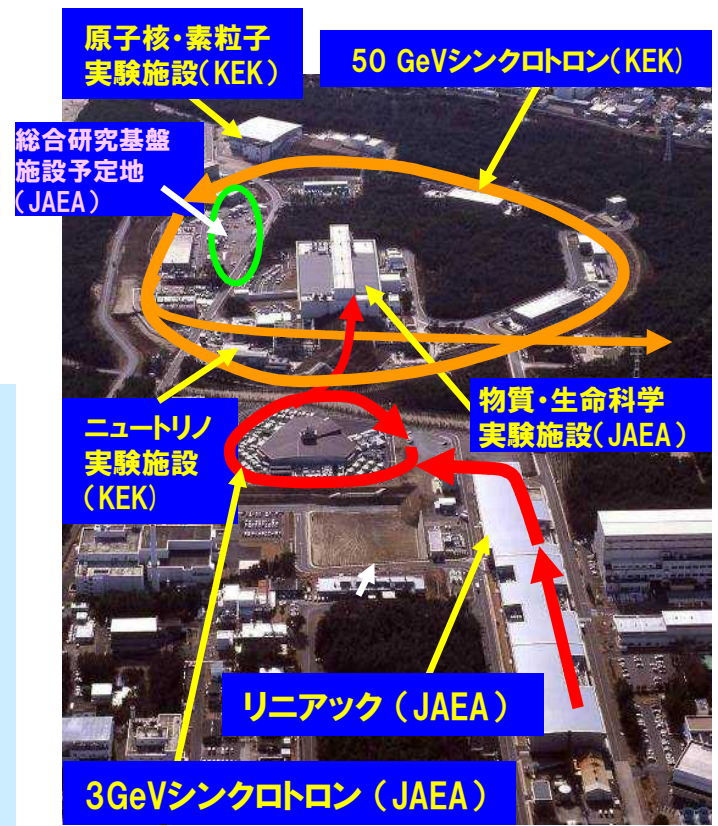 原子核・素粒子
実験施設(KEK)
50 GeVシンクロトロン(KEK)
総合研究基盤
施設予定地
(JAEA)
物質・生命科学
実験施設(JAEA)
ニュートリノ
実験施設
(KEK)
リニアック (JAEA)
3GeVシンクロトロン (JAEA)